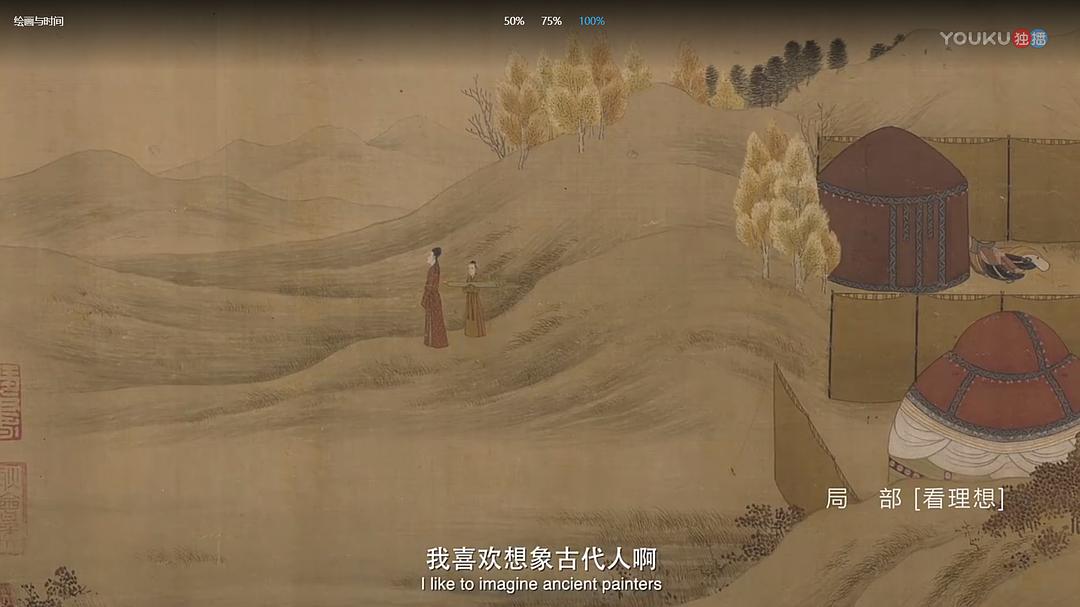 绘画与时间
50% 75% 100%
YOUKU 独播
局 部 [看理想]
我喜欢想象古代人啊
I like to imagine ancient painters